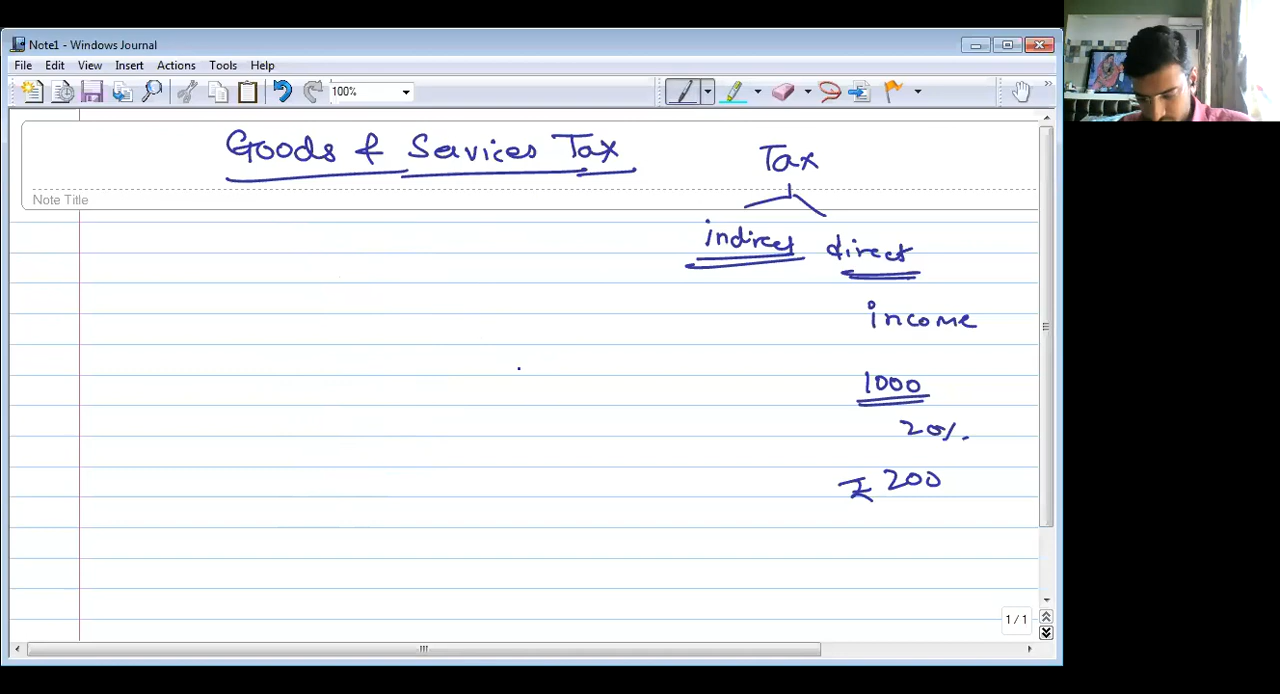 Note1 - Windows Journal
File Edit View Insert Actions Tools Help
100%
Goods & Services Tax
Note Title
Tax
indirect direct
income
1000
20%
₹ 200
1 / 1